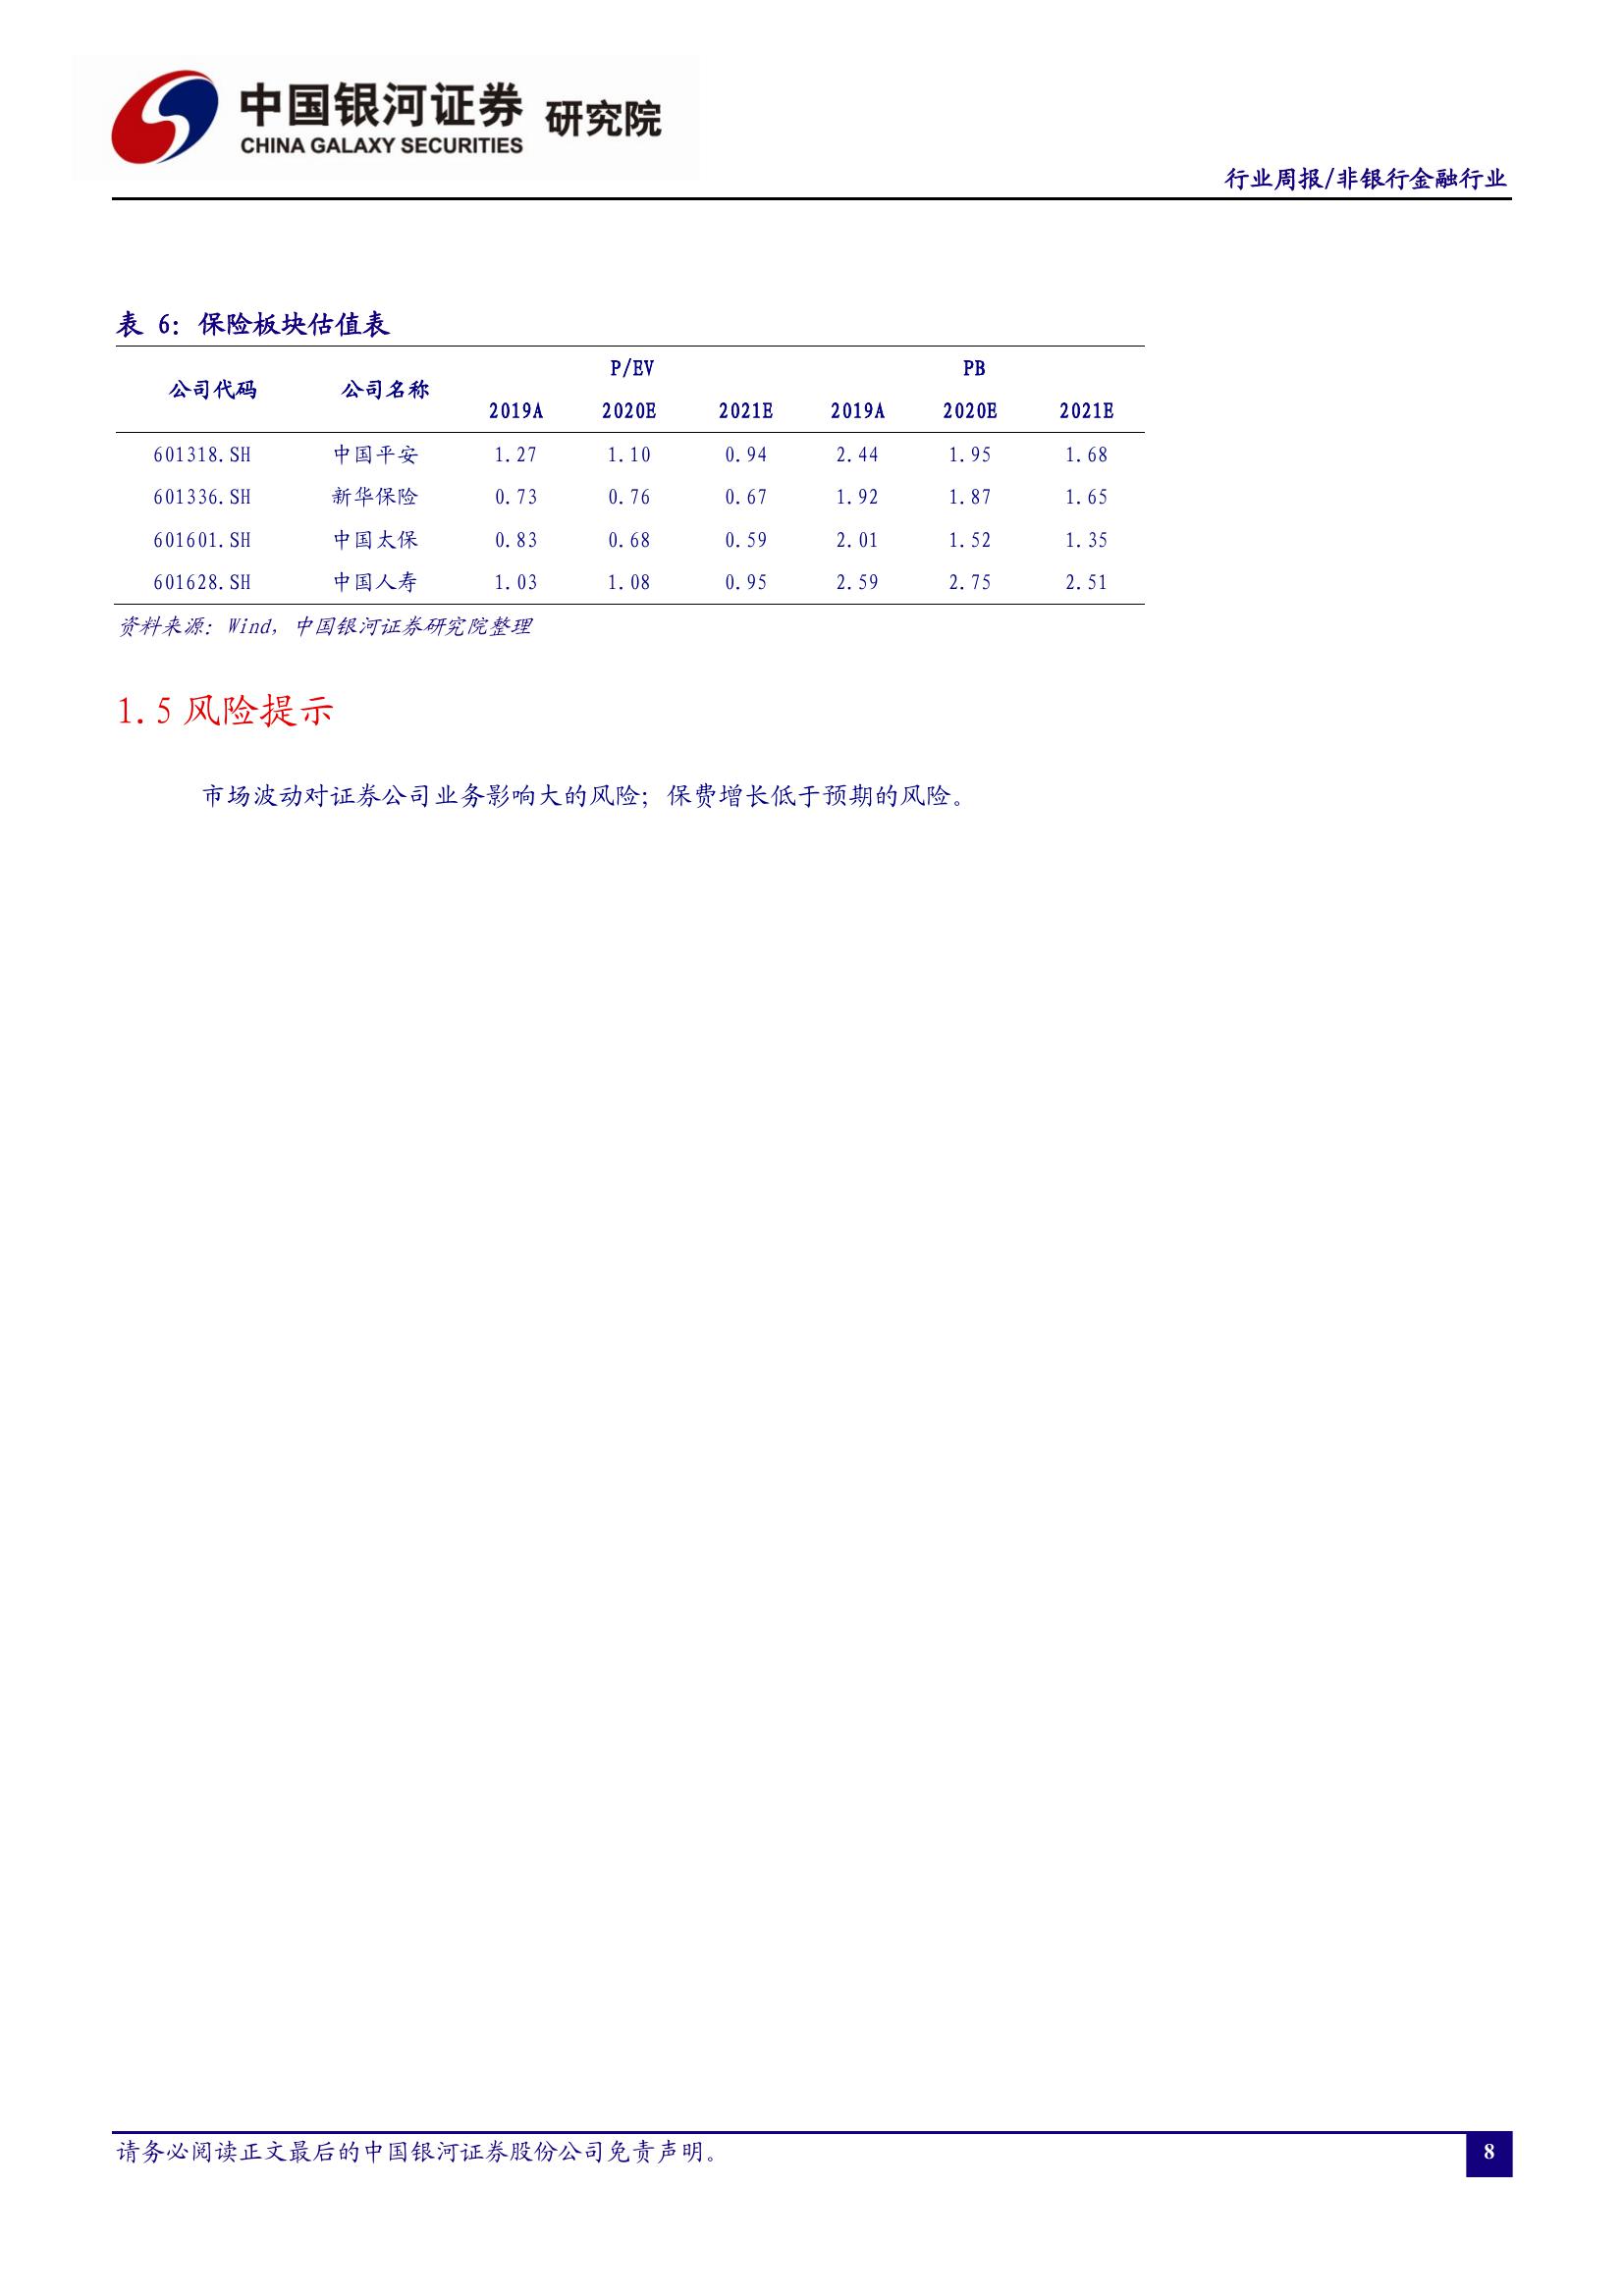 中国银河证券 研究院
CHINA GALAXY SECURITIES
行业周报/非银行金融行业
表 6：保险板块估值表
公司代码 公司名称 P/EV PB
2019A 2020E 2021E 2019A 2020E 2021E
601318.SH 中国平安 1.27 1.10 0.94 2.44 1.95 1.68
601336.SH 新华保险 0.73 0.76 0.67 1.92 1.87 1.65
601601.SH 中国太保 0.83 0.68 0.59 2.01 1.52 1.35
601628.SH 中国人寿 1.03 1.08 0.95 2.59 2.75 2.51
资料来源：Wind，中国银河证券研究院整理
1.5 风险提示
市场波动对证券公司业务影响大的风险；保费增长低于预期的风险。
请务必阅读正文最后的中国银河证券股份公司免责声明。
8